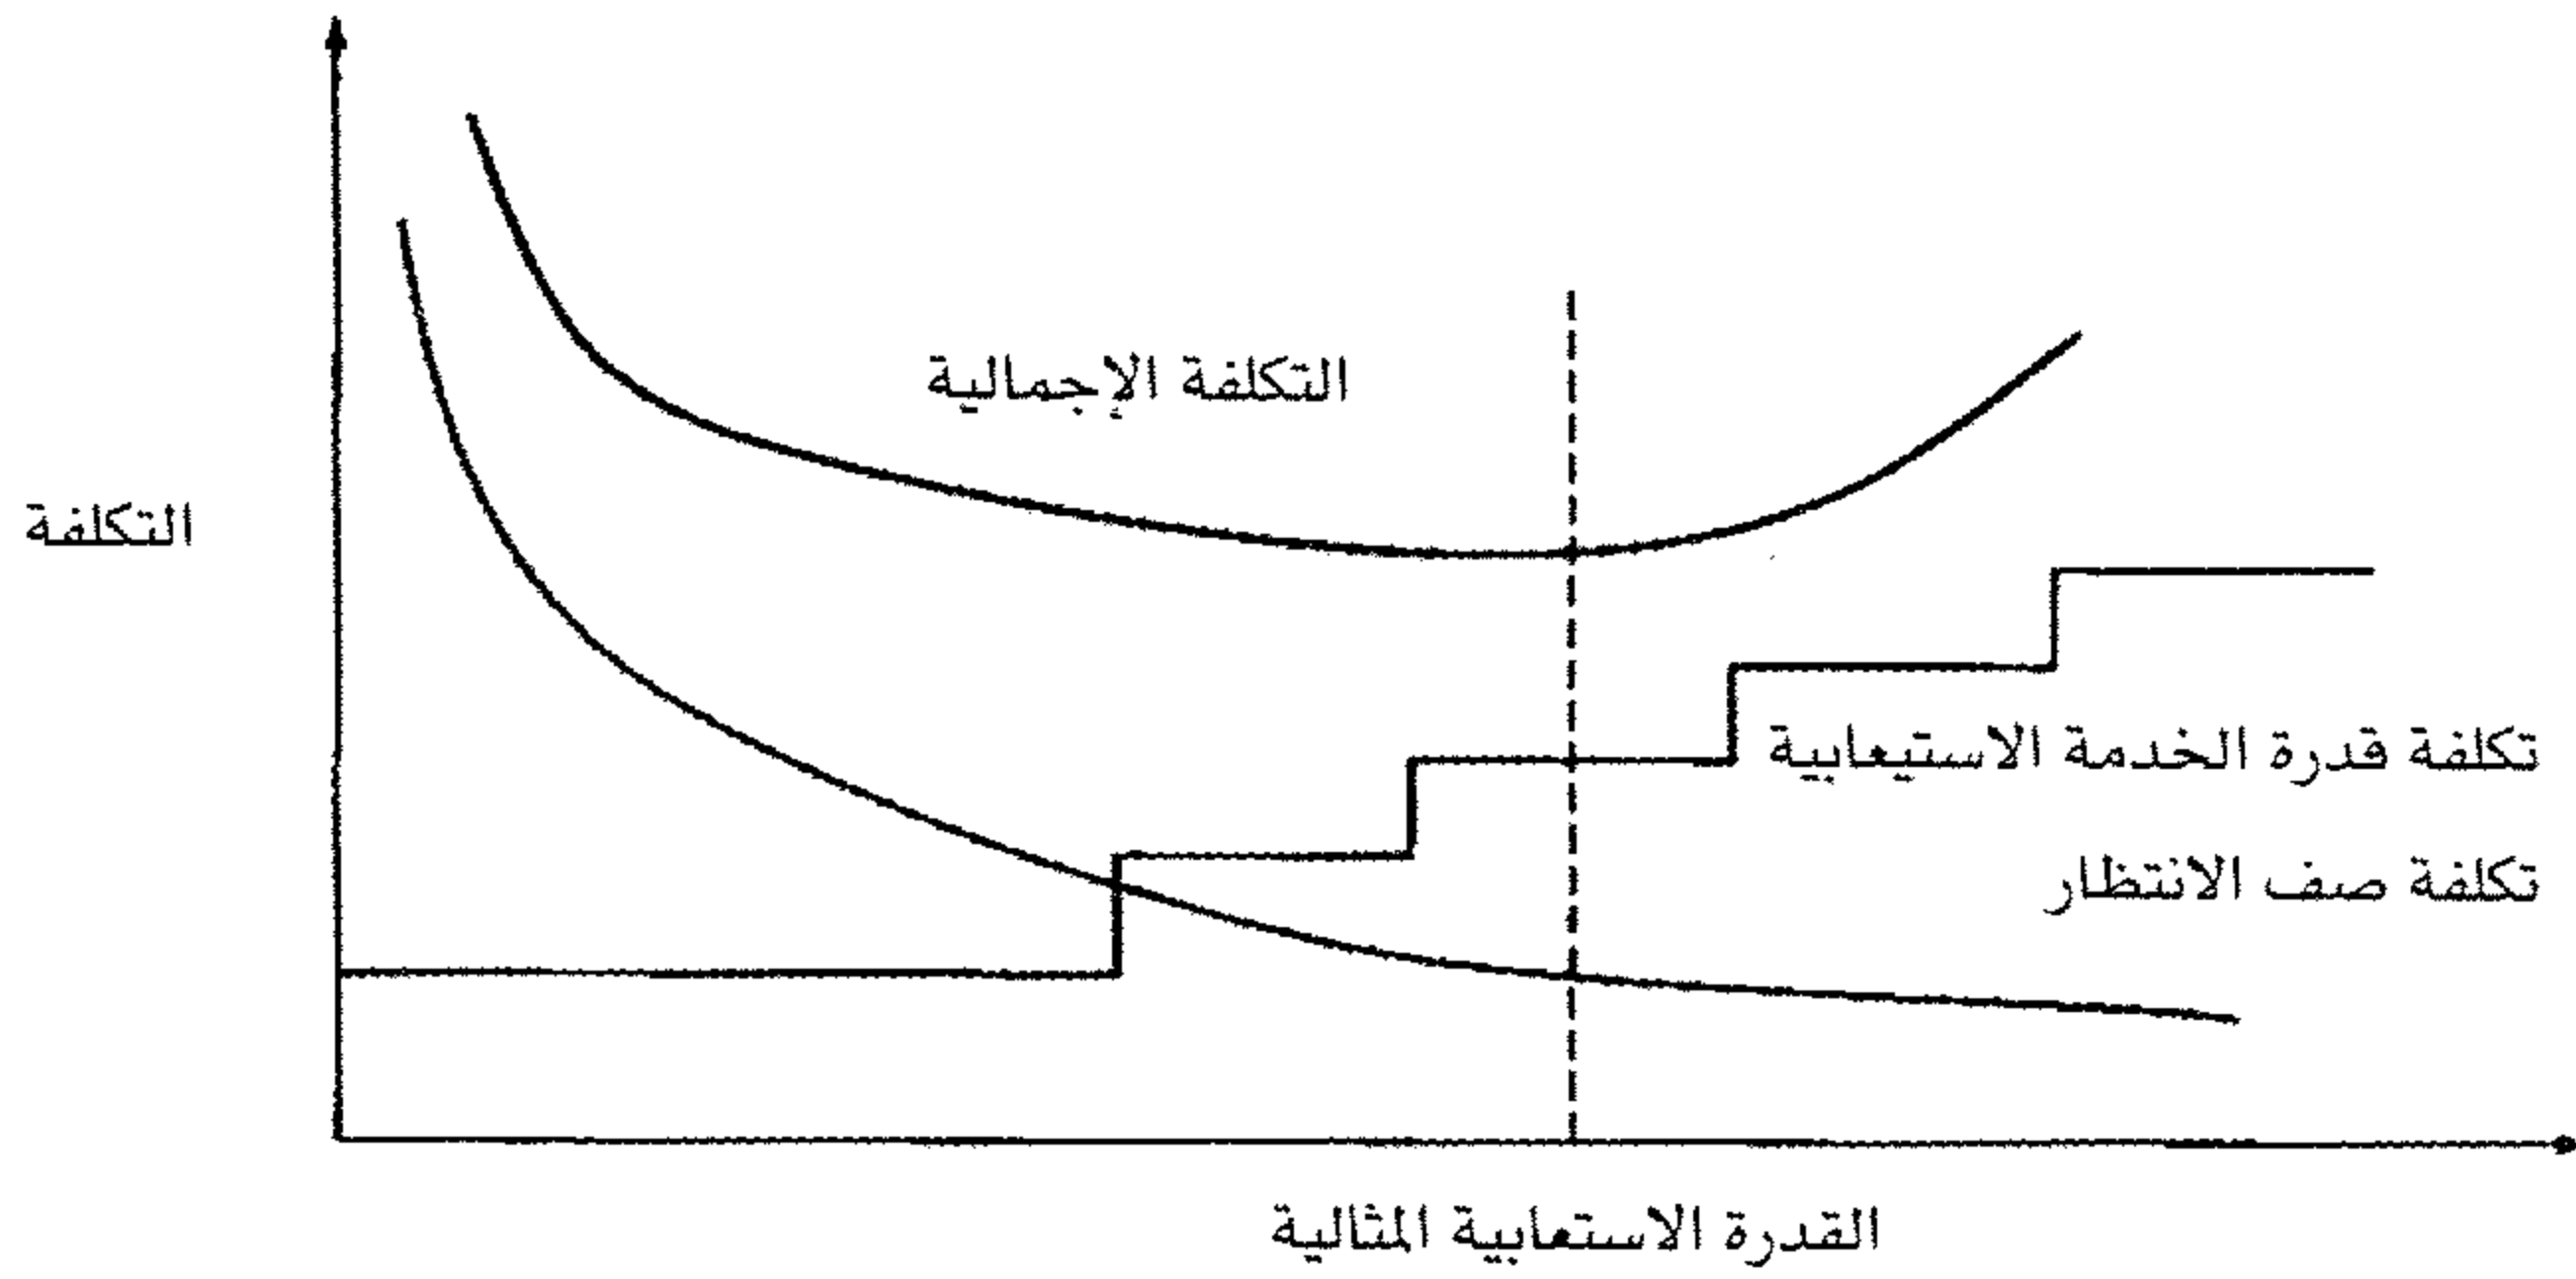 التكلفة الإجمالية
التكلفة
تكلفة قدرة الخدمة الاستيعابية
تكلفة صف الانتظار
القدرة الاستعابية المثالية